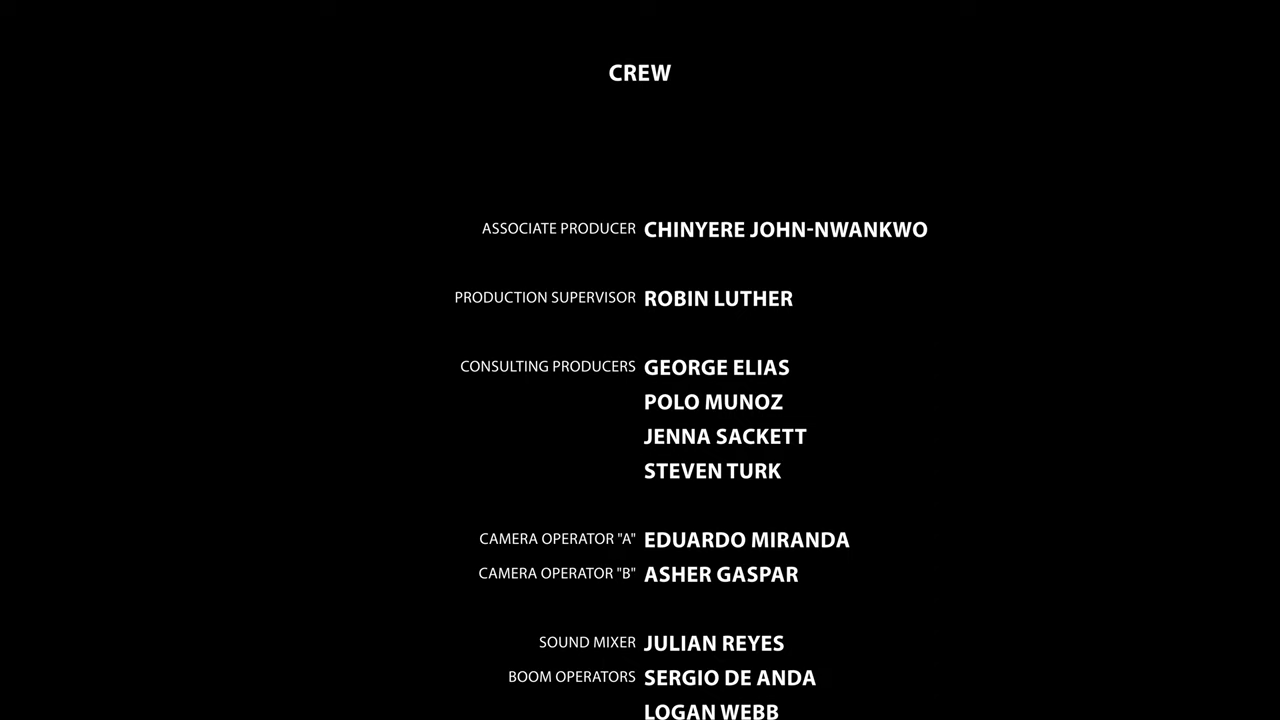 CREW
ASSOCIATE PRODUCER CHINYERE JOHN-NWANKWO
PRODUCTION SUPERVISOR ROBIN LUTHER
CONSULTING PRODUCERS GEORGE ELIAS
POLO MUNOZ
JENNA SACKETT
STEVEN TURK
CAMERA OPERATOR "A" EDUARDO MIRANDA
CAMERA OPERATOR "B" ASHER GASPAR
SOUND MIXER JULIAN REYES
BOOM OPERATORS SERGIO DE ANDA
LOGAN WEBB